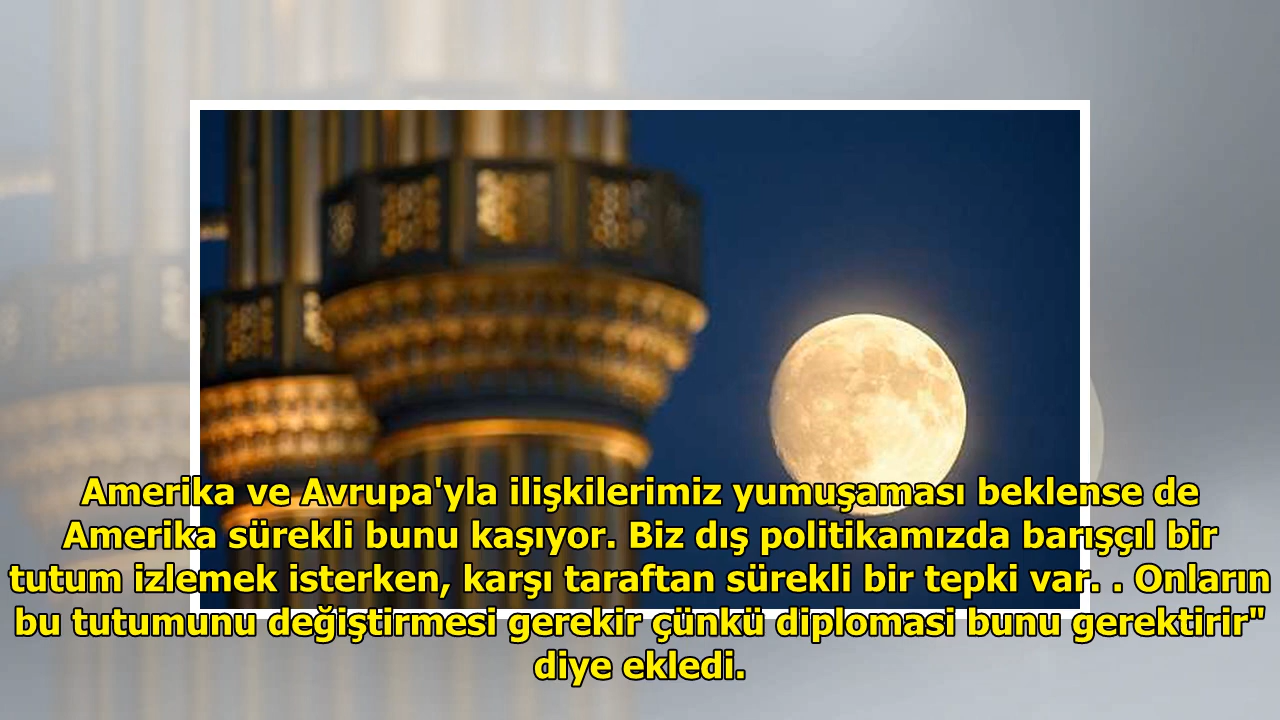 Amerika ve Avrupa'yla ilişkilerimiz yumuşaması beklense de
Amerika sürekli bunu kaşıyor. Biz dış politikamızda barışçıl bir
tutum izlemek isterken, karşı taraftan sürekli bir tepki var. . Onların
bu tutumunu değiştirmesi gerekir çünkü diplomasi bunu gerektirir"
diye ekledi.